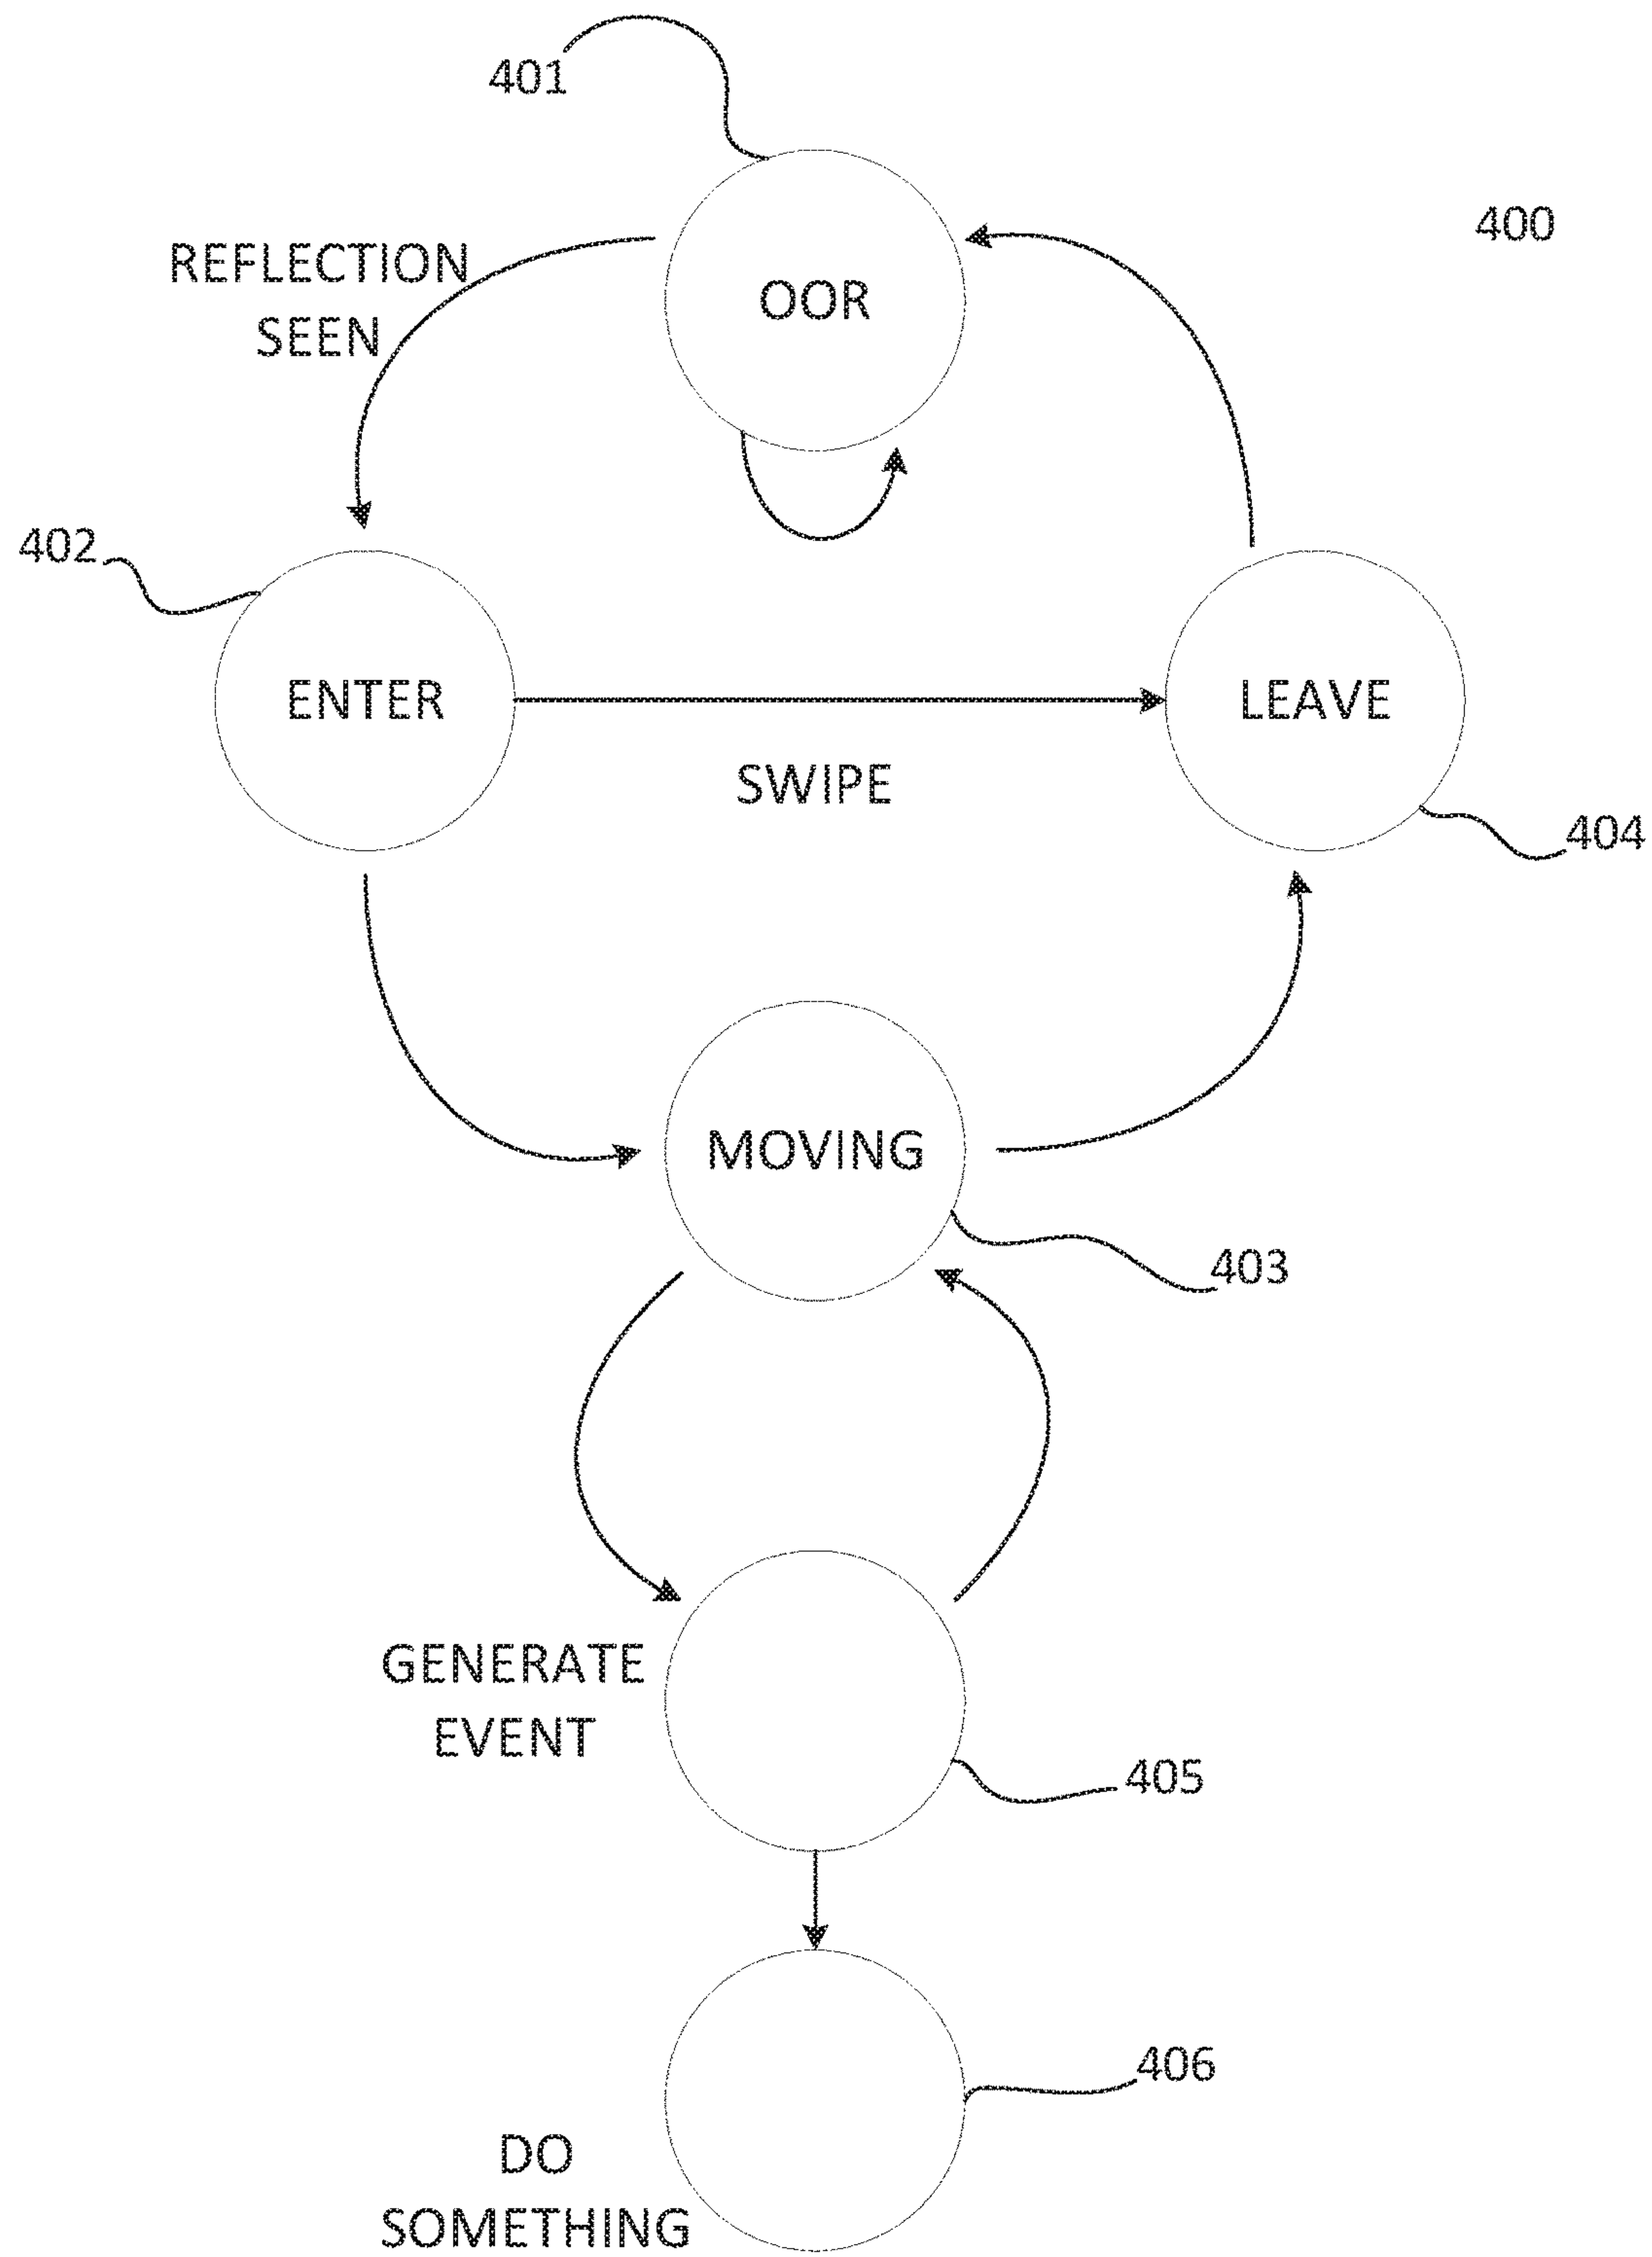 401
400
REFLECTION
SEEN
OOR
402
ENTER
LEAVE
SWIPE
404
MOVING
403
GENERATE
EVENT
405
406
DO
SOMETHING